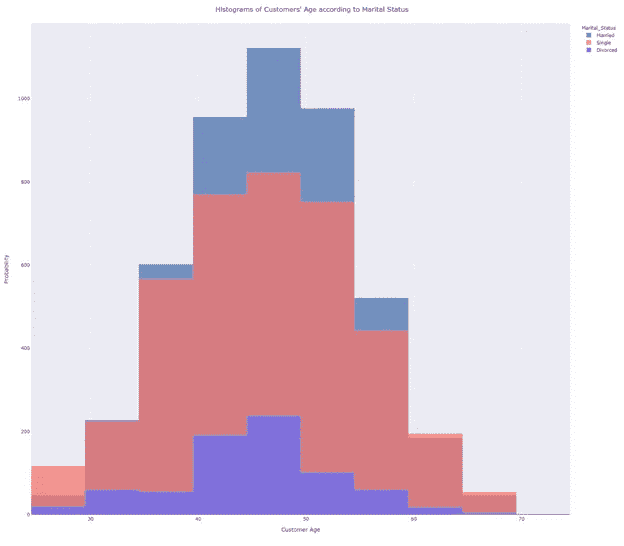 Histograms of Customers' Age according to Marital Status
Marital_Status
Married
Single
Divorced
1000
800
600
400
200
0
Probability
30 40 50 60 70
Customer Age